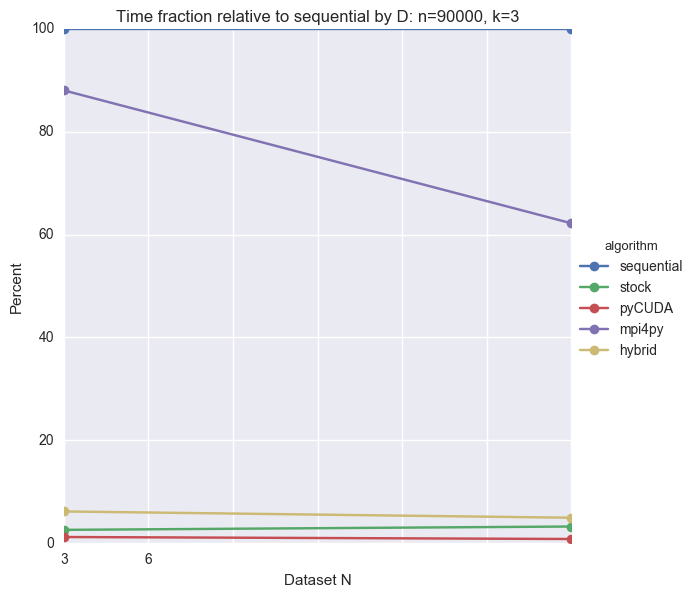 Time fraction relative to sequential by D: n=90000, k=3
100
80
60
40
20
0
Percent
3 6
Dataset N
algorithm
sequential
stock
pyCUDA
mpi4py
hybrid